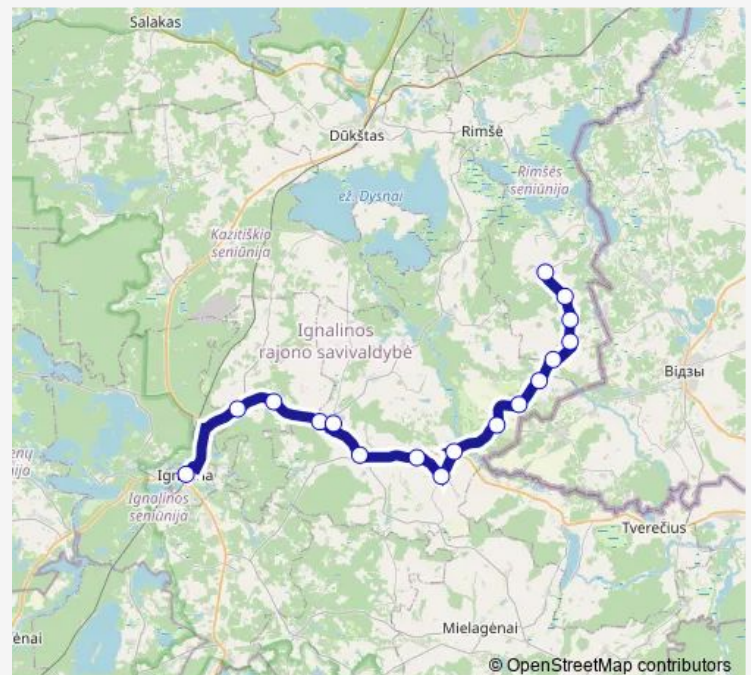 Salakas
Dūkštas
Rimšė
Rimšės
seniūnija
ež. Dysnai
Kazitiškio
seniūnija
Ignalinos
rajono savivaldybė
Відзы
Ignalinos
seniūnija
Tverečius
Mielagėnai
© OpenStreetMap contributors